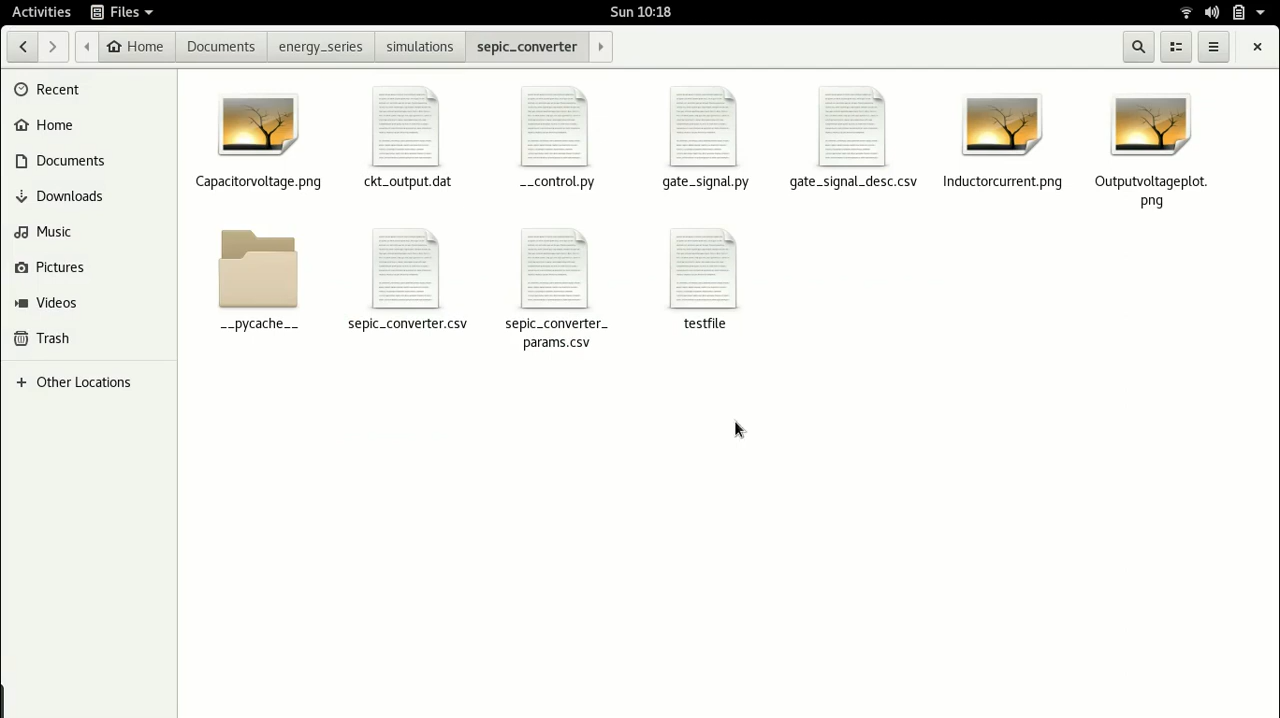 Activities
Files
Sun 10:18
Home
Documents
energy_series
simulations
sepic_converter
Recent
Home
Documents
Downloads
Music
Pictures
Videos
Trash
Other Locations
Capacitorvoltage.png
ckt_output.dat
__control.py
gate_signal.py
gate_signal_desc.csv
Inductorcurrent.png
Outputvoltageplot.
png
__pycache__
sepic_converter.csv
sepic_converter_
params.csv
testfile